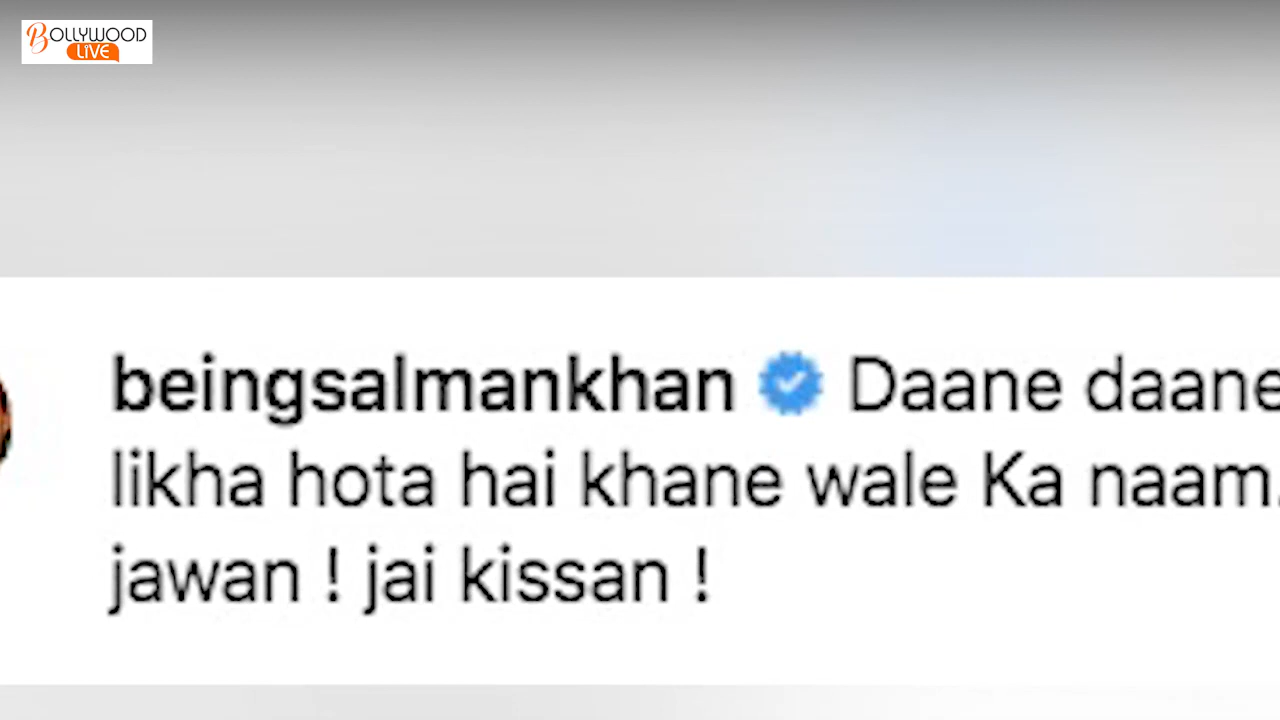 BOLLYWOOD
LIVE
beingsalmankhan Daane daane
likha hota hai khane wale Ka naam.
jawan ! jai kissan !